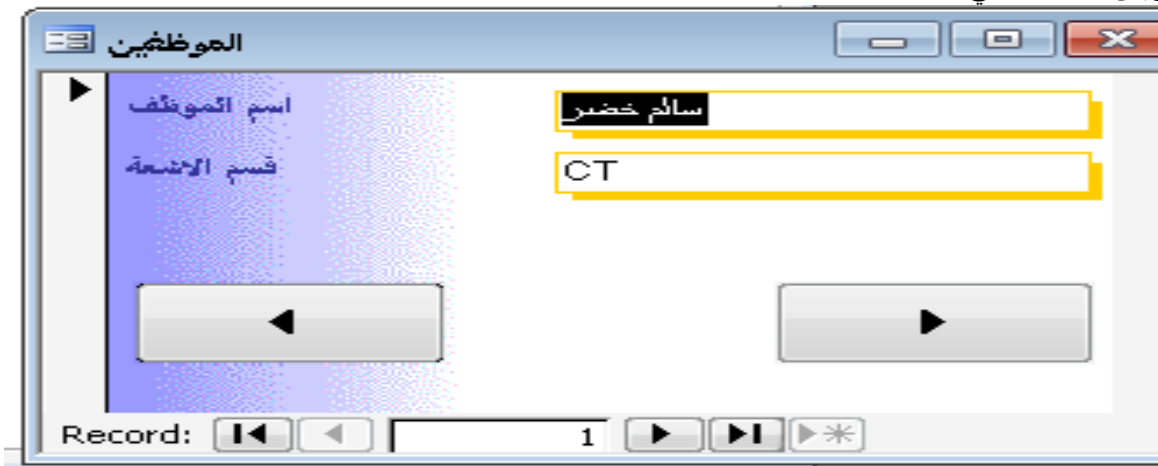 الموظفين
اسم الموظف
سالم خضر
قسم الاشعة
CT
Record: 1